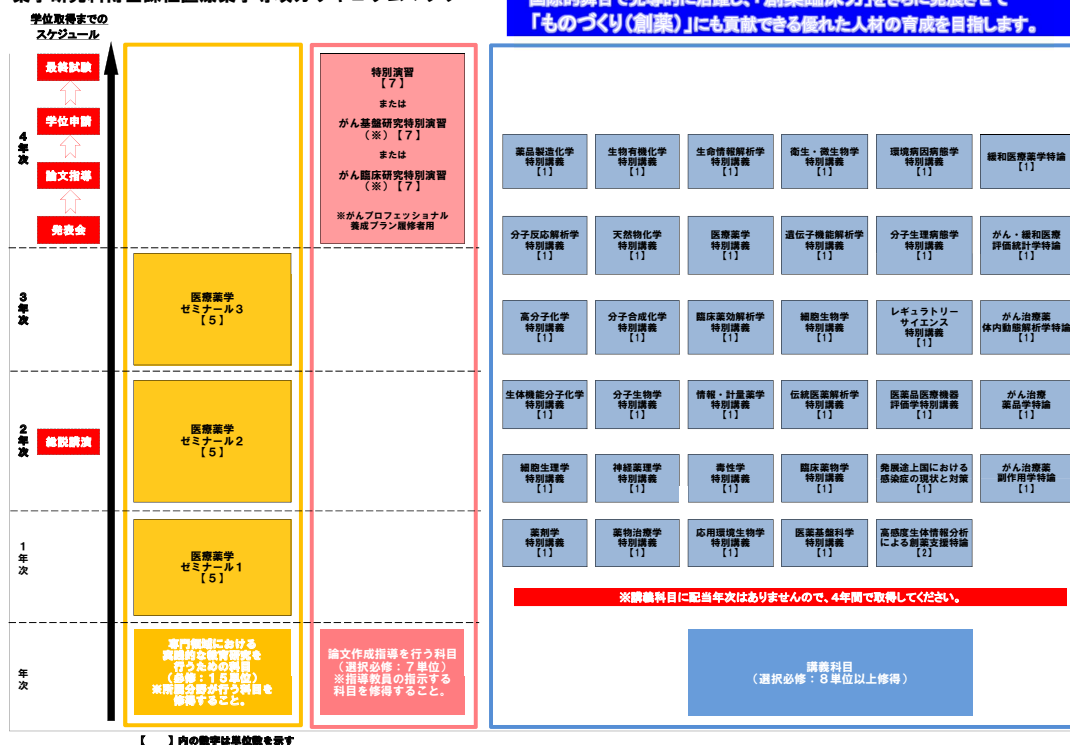 学位取得までの
スケジュール
「ものづくり(創薬)」にも貢献できる優れた人材の育成を目指します。
4年次
最終試験
学位申請
論文指導
発表会
3年次
2年次
総説講演
1年次
年次
医療薬学
ゼミナール3
【5】
医療薬学
ゼミナール2
【5】
医療薬学
ゼミナール1
【5】
専門領域における
実践的な教育研究を
行うための科目
(必修:15単位)
※所属分野が行う科目を
修得すること。
特別演習
【7】
または
がん基盤研究特別演習
(※)【7】
または
がん臨床研究特別演習
(※)【7】
※がんプロフェッショナル
養成プラン履修者用
論文作成指導を行う科目
(選択必修:7単位)
※指導教員の指示する
科目を修得すること。
薬品製造化学
特別講義
【1】
生物有機化学
特別講義
【1】
生命情報解析学
特別講義
【1】
衛生・微生物学
特別講義
【1】
環境病因病態学
特別講義
【1】
緩和医療薬学特論
【1】
分子反応解析学
特別講義
【1】
天然物化学
特別講義
【1】
医療薬学
特別講義
【1】
遺伝子機能解析学
特別講義
【1】
分子生理病態学
特別講義
【1】
がん・緩和医療
評価統計学特論
【1】
高分子化学
特別講義
【1】
分子合成化学
特別講義
【1】
臨床薬効解析学
特別講義
【1】
細胞生物学
特別講義
【1】
レギュラトリー
サイエンス
特別講義
【1】
がん治療薬
体内動態解析学特論
【1】
生体機能分子化学
特別講義
【1】
分子生物学
特別講義
【1】
情報・計量薬学
特別講義
【1】
伝統医薬解析学
特別講義
【1】
医薬品医療機器
評価学特別講義
【1】
がん治療
薬品学特論
【1】
細胞生理学
特別講義
【1】
神経薬理学
特別講義
【1】
毒性学
特別講義
【1】
臨床薬物学
特別講義
【1】
発展途上国における
感染症の現状と対策
【1】
がん治療薬
副作用学特論
【1】
薬剤学
特別講義
【1】
薬物治療学
特別講義
【1】
応用環境生物学
特別講義
【1】
医薬基盤科学
特別講義
【1】
高感度生体情報分析
による創薬支援特論
【2】
※講義科目に配当年次はありませんので、4年間で取得してください。
講義科目
(選択必修:8単位以上修得)
【　】内の数字は単位数を示す